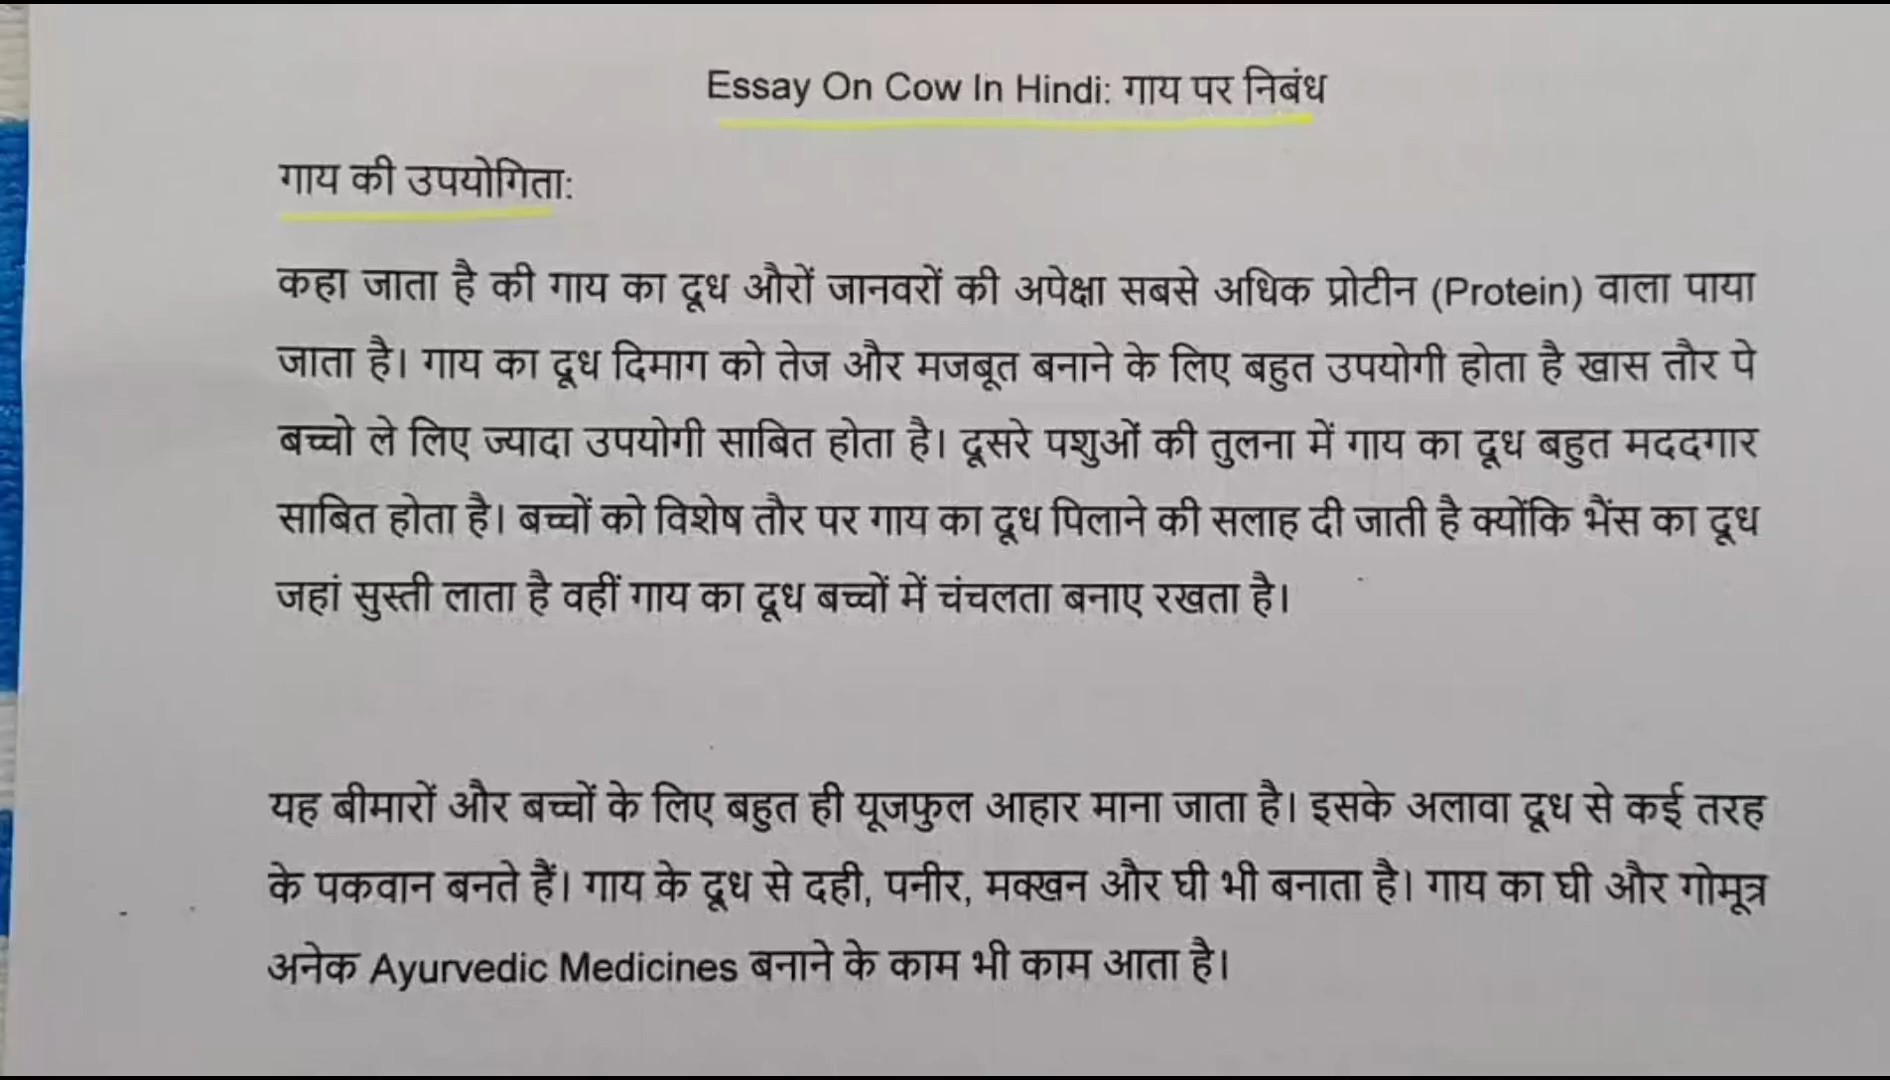 Essay On Cow In Hindi: गाय पर निबंध
गाय की उपयोगिता:
कहा जाता है की गाय का दूध औरों जानवरों की अपेक्षा सबसे अधिक प्रोटीन (Protein) वाला पाया
जाता है। गाय का दूध दिमाग को तेज और मजबूत बनाने के लिए बहुत उपयोगी होता है खास तौर पे
बच्चो ले लिए ज्यादा उपयोगी साबित होता है। दूसरे पशुओं की तुलना में गाय का दूध बहुत मददगार
साबित होता है। बच्चों को विशेष तौर पर गाय का दूध पिलाने की सलाह दी जाती है क्योंकि भैंस का दूध
जहां सुस्ती लाता है वहीं गाय का दूध बच्चों में चंचलता बनाए रखता है।
यह बीमारों और बच्चों के लिए बहुत ही यूजफुल आहार माना जाता है। इसके अलावा दूध से कई तरह
के पकवान बनते हैं। गाय के दूध से दही, पनीर, मक्खन और घी भी बनाता है। गाय का घी और गोमूत्र
अनेक Ayurvedic Medicines बनाने के काम भी काम आता है।